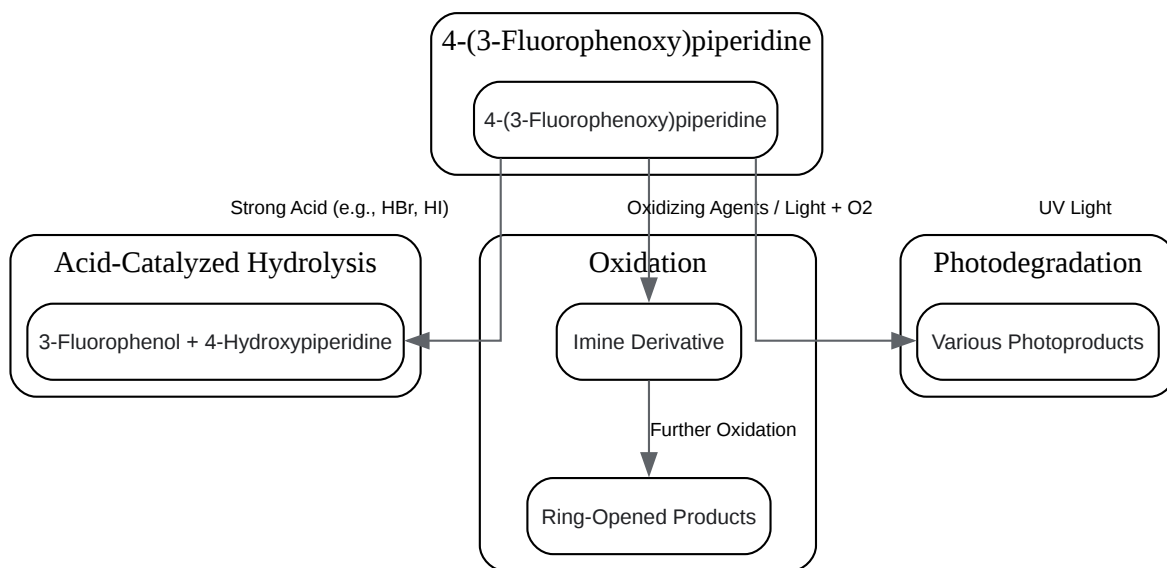 4-(3-Fluorophenoxy)piperidine
4-(3-Fluorophenoxy)piperidine
Strong Acid (e.g., HBr, HI)
Oxidizing Agents / Light + O2
UV Light
Acid-Catalyzed Hydrolysis
Oxidation
Photodegradation
3-Fluorophenol + 4-Hydroxypiperidine
Imine Derivative
Various Photoproducts
Further Oxidation
Ring-Opened Products